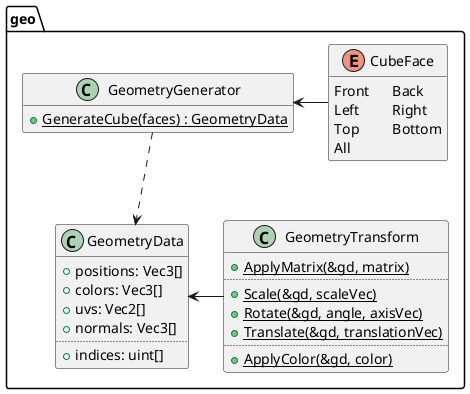 geo
GeometryGenerator
GenerateCube(faces) : GeometryData
E CubeFace
Front Back
Left Right
Top Bottom
All
C GeometryData
positions: Vec3[]
colors: Vec3[]
uvs: Vec2[]
normals: Vec3[]
indices: uint[]
C GeometryTransform
ApplyMatrix(&gd, matrix)
Scale(&gd, scaleVec)
Rotate(&gd, angle, axisVec)
Translate(&gd, translationVec)
ApplyColor(&gd, color)